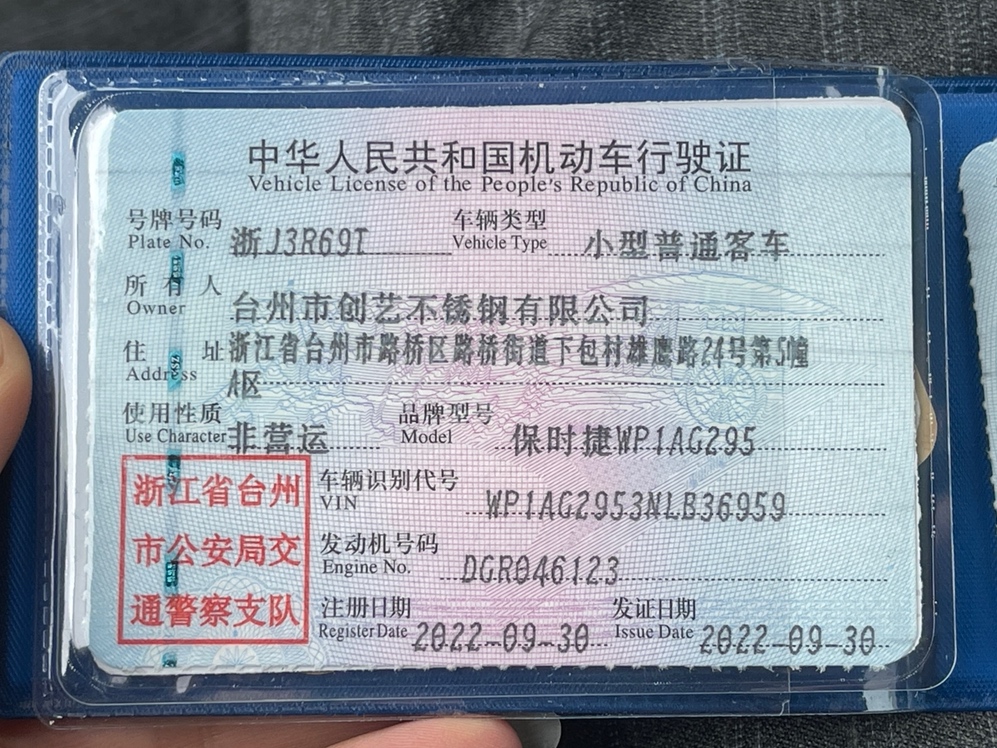 中华人民共和国机动车行驶证
Vehicle License of the People's Republic of China
号牌号码 浙J3R69T 车辆类型 小型普通客车
Plate No. Vehicle Type
所有人 台州市创艺不锈钢有限公司
Owner
住址 浙江省台州市路桥区路桥街道下包村雄鹰路24号第5幢
Address A区
使用性质 非营运 品牌型号 保时捷WP1AG295
Use Character Model
浙江省台州
市公安局交
通警察支队
车辆识别代号 WP1AG2953NLB36959
VIN
发动机号码 DGR046123
Engine No.
注册日期 2022-09-30 发证日期 2022-09-30
Register Date Issue Date